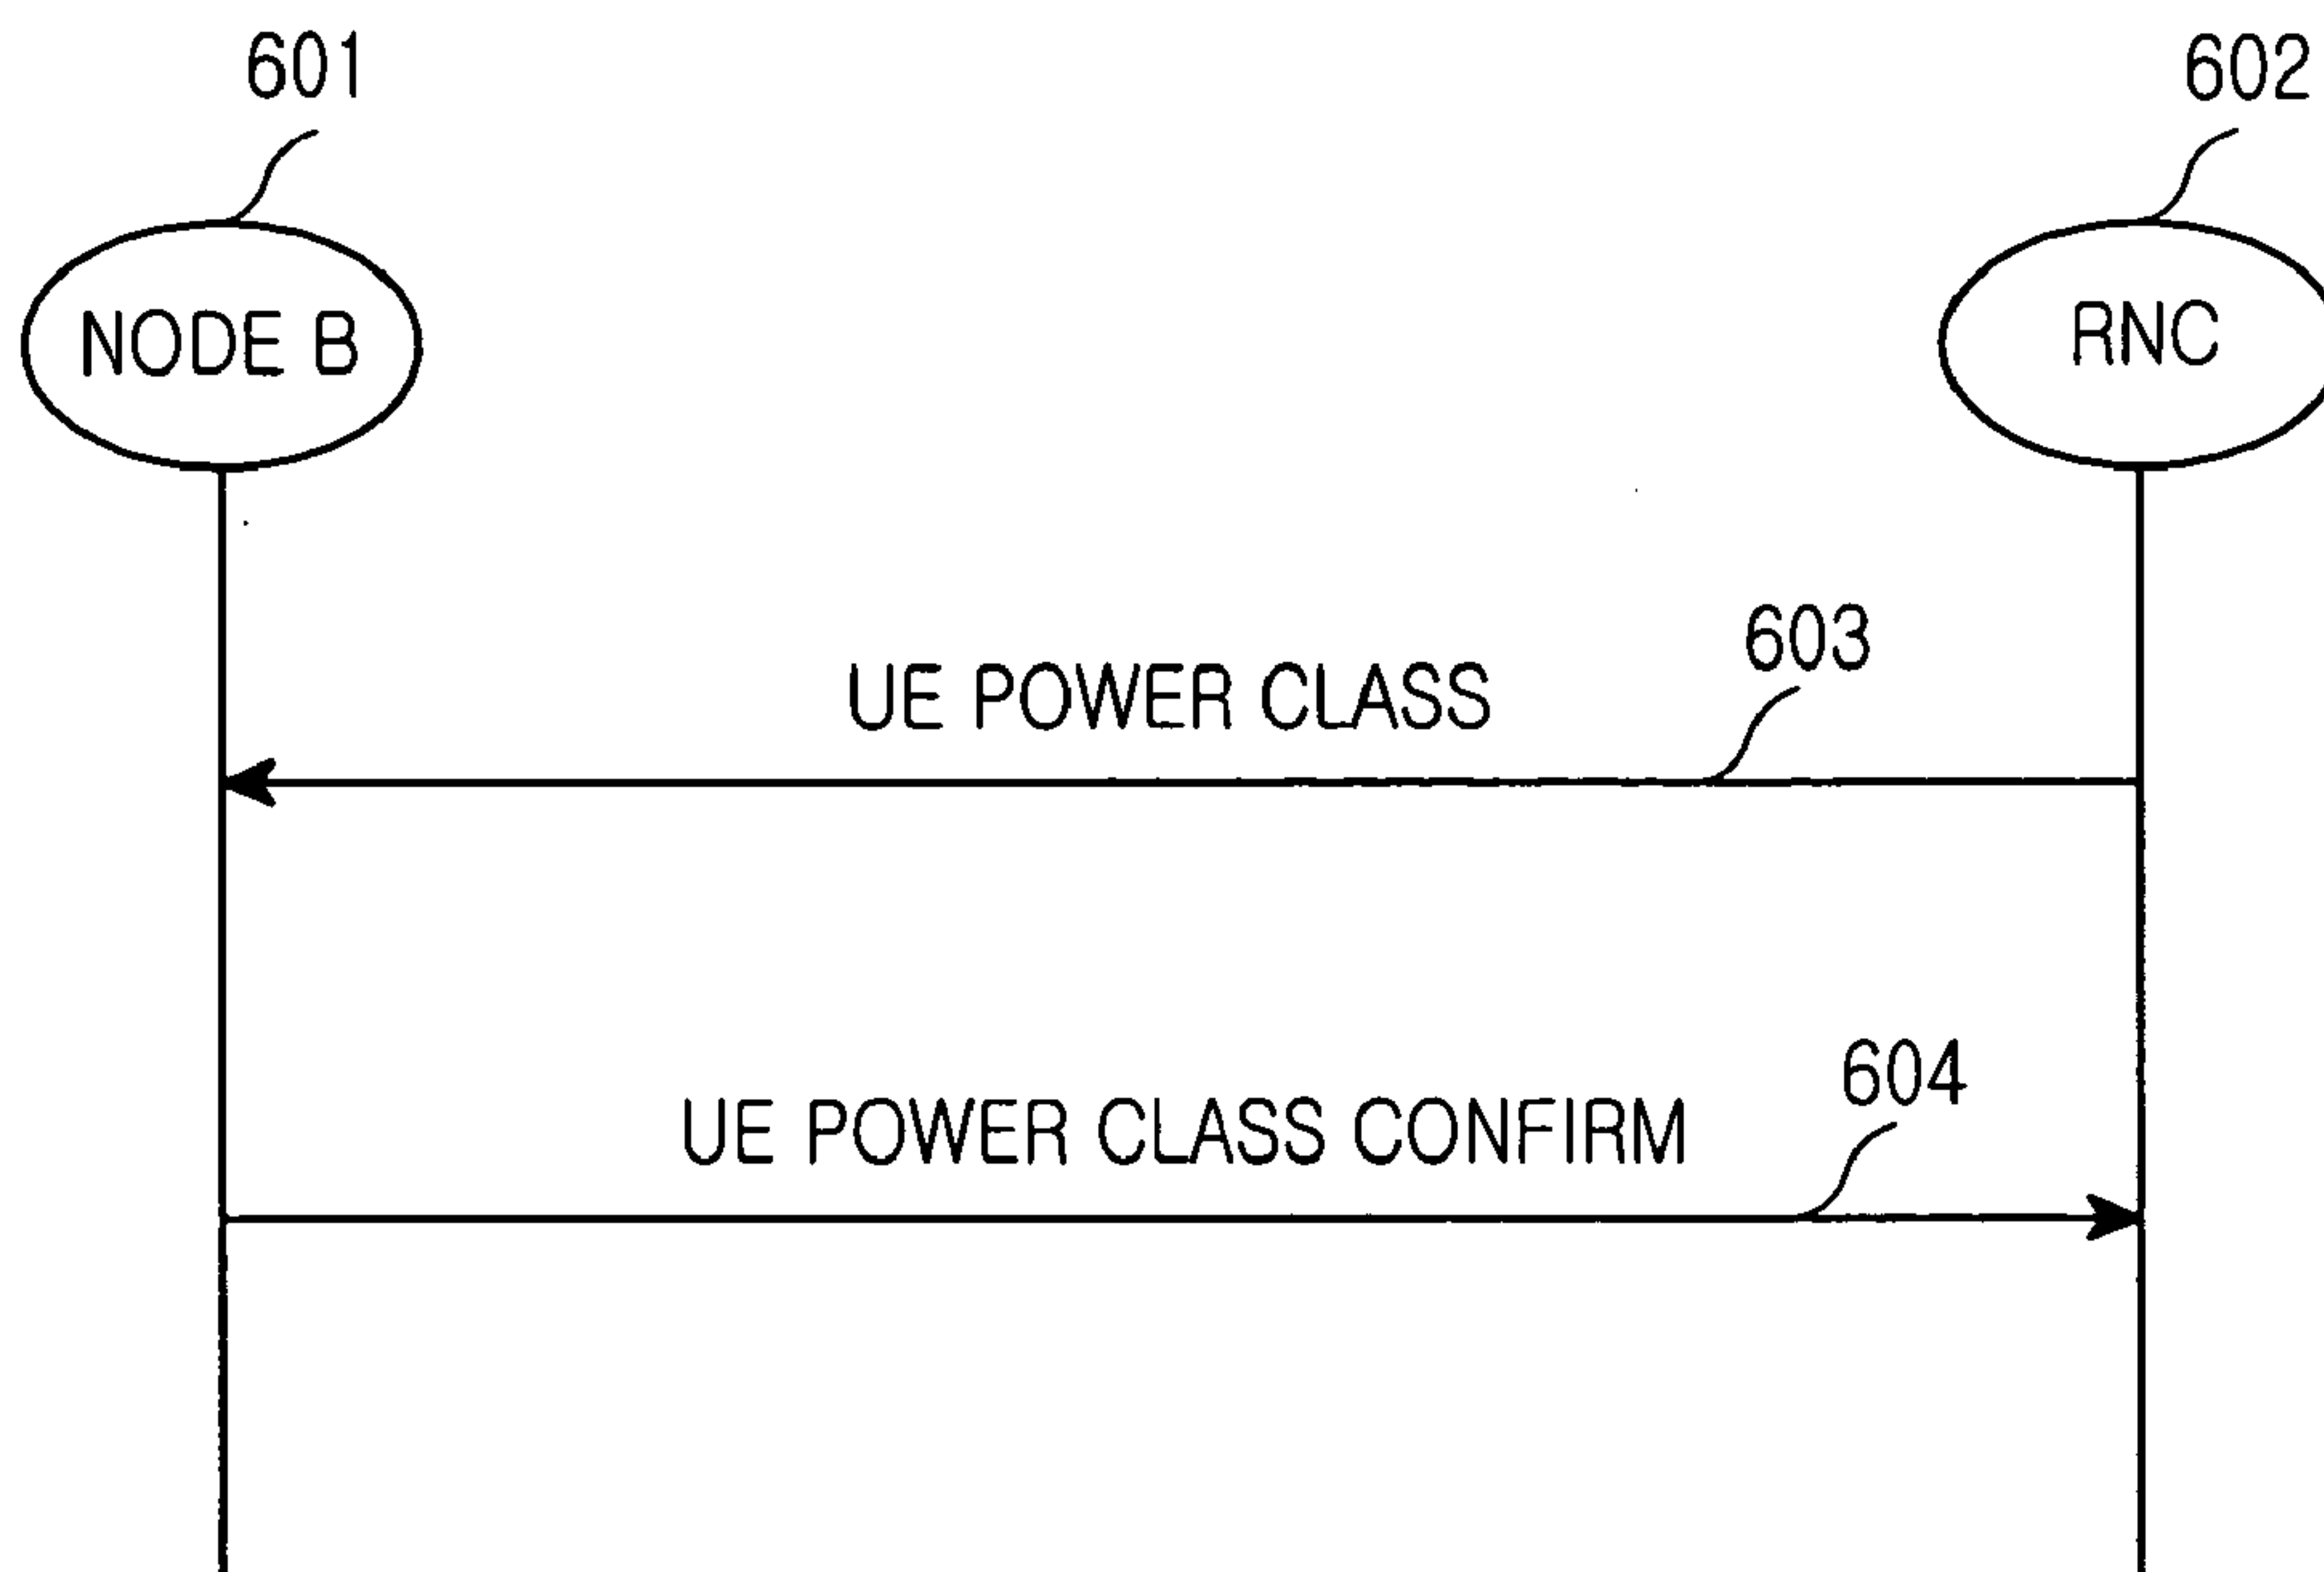 601
602
NODE B
RNC
603
UE POWER CLASS
604
UE POWER CLASS CONFIRM